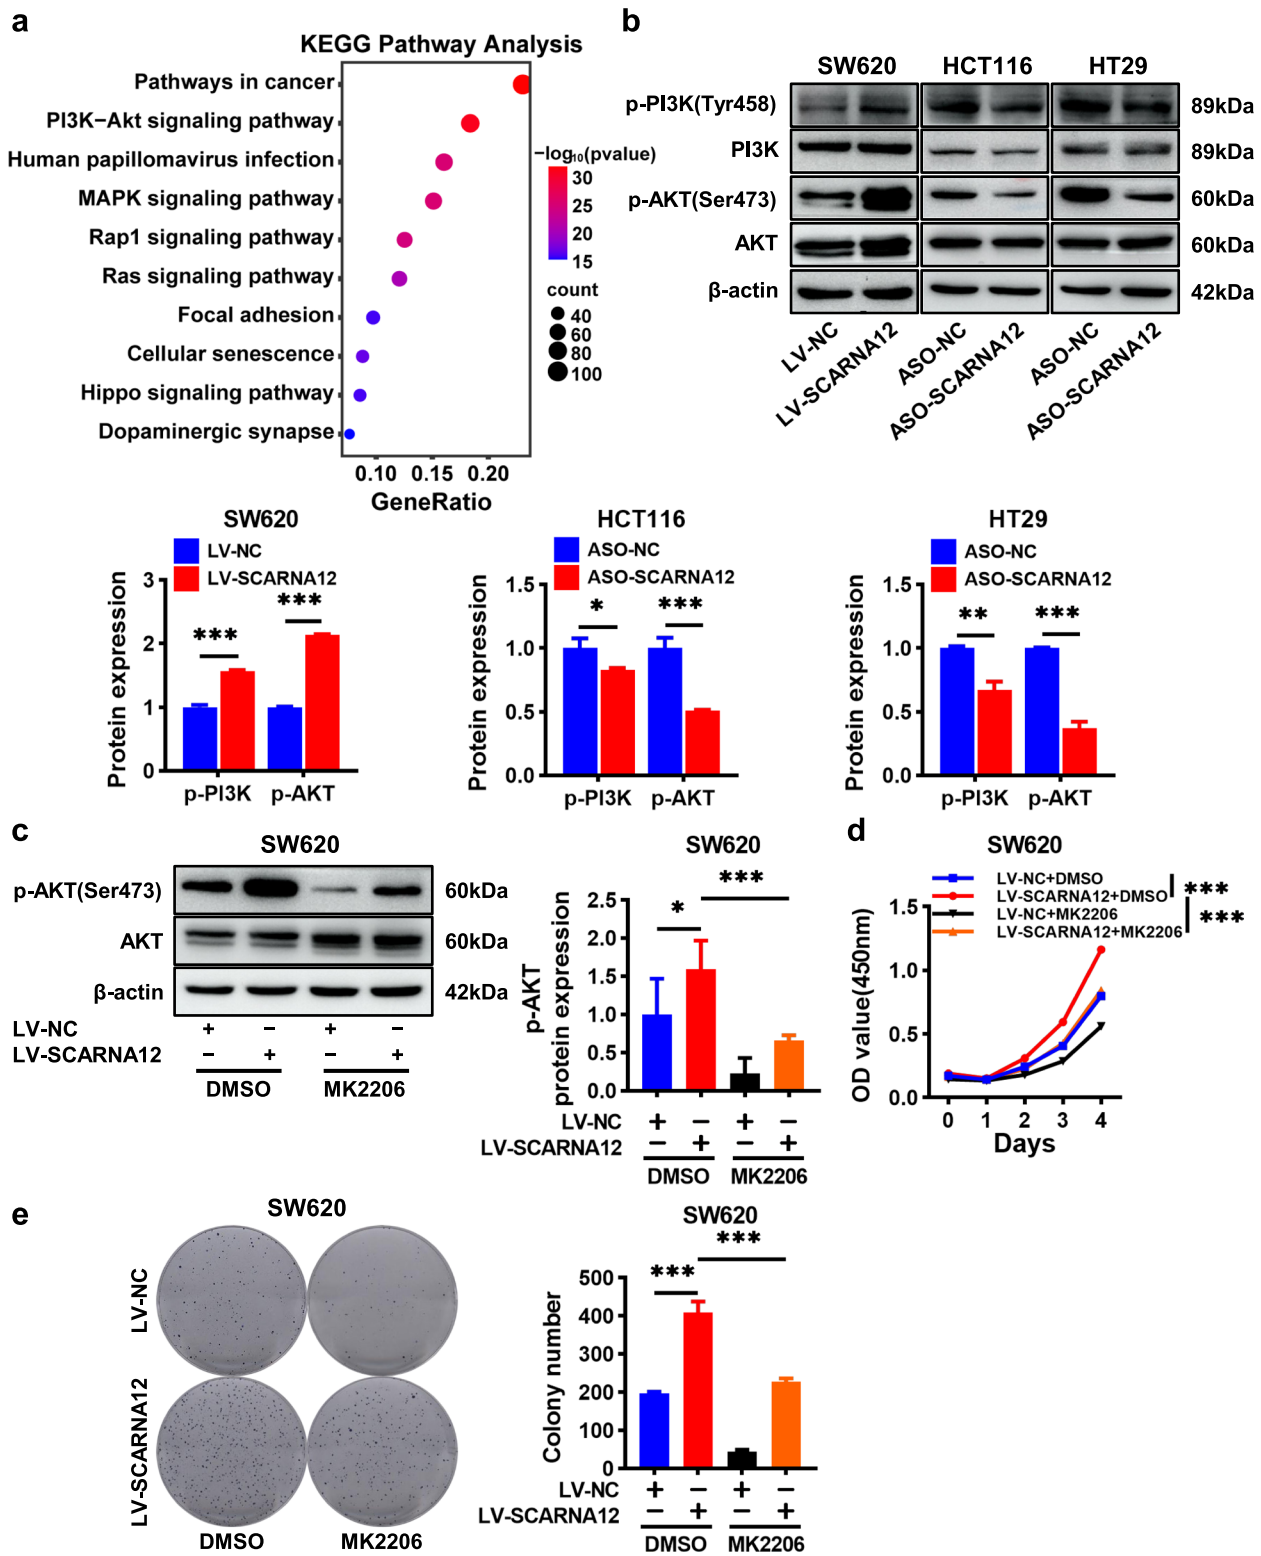 a
KEGG Pathway Analysis
Pathways in cancer
PI3K−Akt signaling pathway
Human papillomavirus infection
MAPK signaling pathway
Rap1 signaling pathway
Ras signaling pathway
Focal adhesion
Cellular senescence
Hippo signaling pathway
Dopaminergic synapse
0.10 0.15 0.20
GeneRatio
−log₁₀(pvalue)
30
25
20
15
count
40
60
80
100
b
SW620 HCT116 HT29
p-PI3K(Tyr458) 89kDa
PI3K 89kDa
p-AKT(Ser473) 60kDa
AKT 60kDa
β-actin 42kDa
LV-NC
LV-SCARNA12
ASO-NC
ASO-SCARNA12
ASO-NC
ASO-SCARNA12
SW620
LV-NC
LV-SCARNA12
Protein expression
3
2
1
0
***
***
p-PI3K p-AKT
HCT116
ASO-NC
ASO-SCARNA12
Protein expression
1.5
1.0
0.5
0.0
*
***
p-PI3K p-AKT
HT29
ASO-NC
ASO-SCARNA12
Protein expression
1.5
1.0
0.5
0.0
**
***
p-PI3K p-AKT
c
SW620
p-AKT(Ser473) 60kDa
AKT 60kDa
β-actin 42kDa
LV-NC + − + −
LV-SCARNA12 − + − +
DMSO MK2206
SW620
p-AKT
protein expression
2.5
2.0
1.5
1.0
0.5
0.0
*
***
LV-NC + − + −
LV-SCARNA12 − + − +
DMSO MK2206
d
SW620
LV-NC+DMSO
LV-SCARNA12+DMSO
LV-NC+MK2206
LV-SCARNA12+MK2206
***
***
OD value(450nm)
1.5
1.0
0.5
0.0
0 1 2 3 4
Days
e
SW620
LV-NC
LV-SCARNA12
DMSO MK2206
SW620
Colony number
500
400
300
200
100
0
***
***
LV-NC + − + −
LV-SCARNA12 − + − +
DMSO MK2206